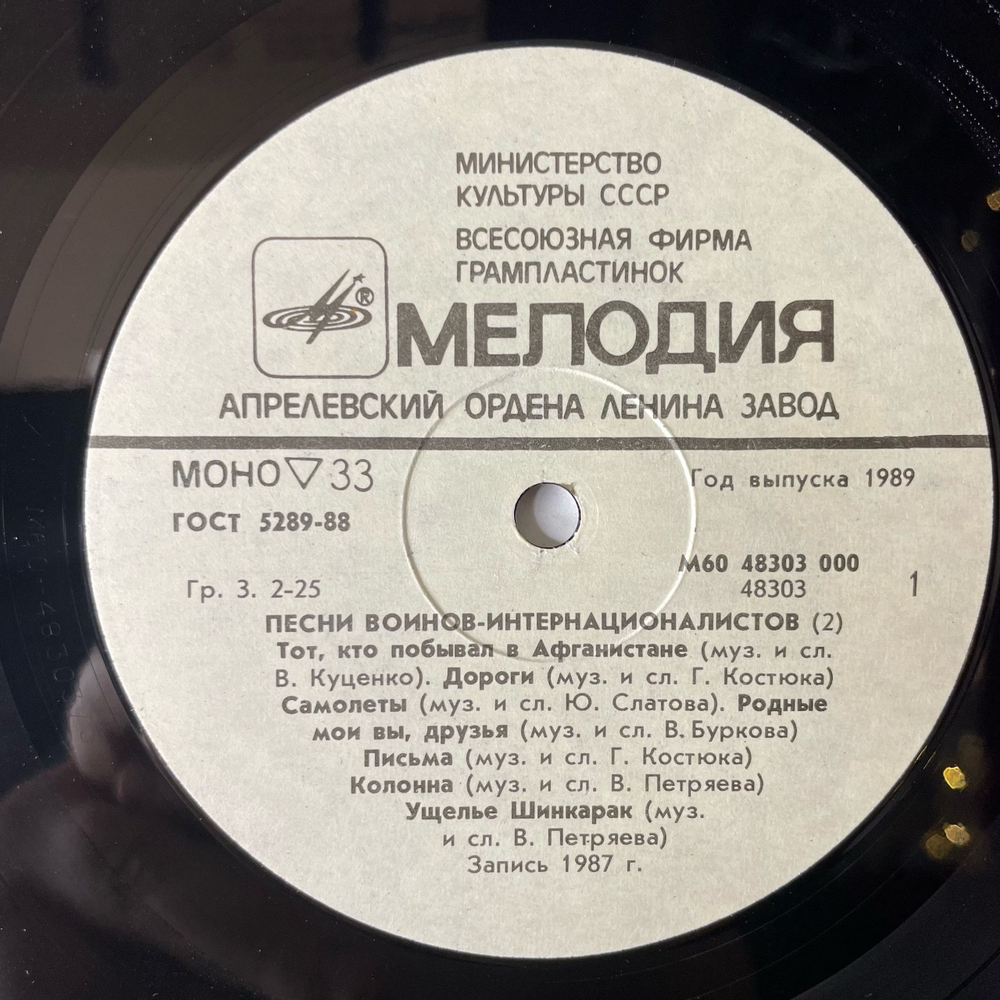 МИНИСТЕРСТВО
КУЛЬТУРЫ СССР
ВСЕСОЮЗНАЯ ФИРМА
ГРАМПЛАСТИНОК
®
МЕЛОДИЯ
АПРЕЛЕВСКИЙ ОРДЕНА ЛЕНИНА ЗАВОД
МОНО ▽ 33
Год выпуска 1989
ГОСТ 5289-88
М60 48303 000
Гр. 3. 2-25
48303
1
ПЕСНИ ВОИНОВ-ИНТЕРНАЦИОНАЛИСТОВ (2)
Тот, кто побывал в Афганистане (муз. и сл.
В. Куценко). Дороги (муз. и сл. Г. Костюка)
Самолеты (муз. и сл. Ю. Слатова). Родные
мои вы, друзья (муз. и сл. В. Буркова)
Письма (муз. и сл. Г. Костюка)
Колонна (муз. и сл. В. Петряева)
Ущелье Шинкарак (муз.
и сл. В. Петряева)
Запись 1987 г.